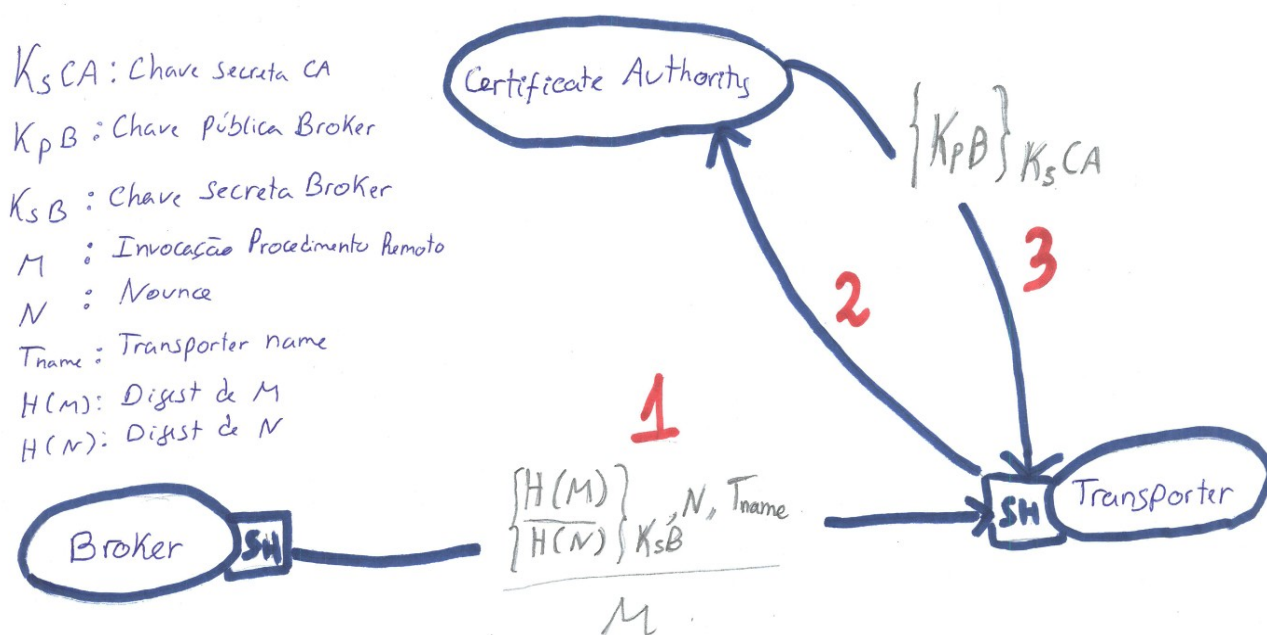 KsCA : Chave secreta CA
KpB : Chave Pública Broker
KsB : Chave secreta Broker
M : Invocação Procedimento Remoto
N : Nounce
Tname : Transporter name
H(M): Digest de M
H(N): Digest de N
Certificate Authority
{KpB}KsCA
3
2
1
{H(M)
H(N)}KsB, N, Tname
M
Broker
SH
SH
Transporter